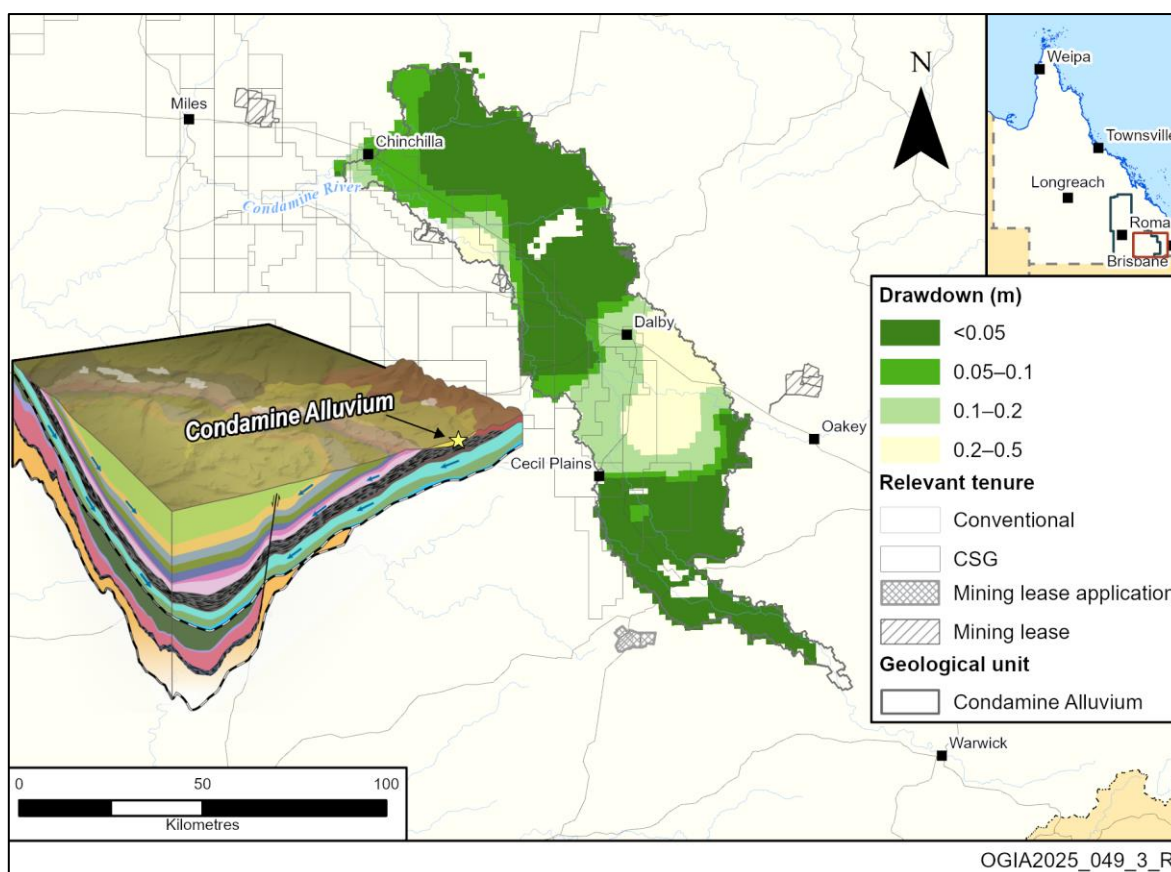 Miles
Chinchilla
Condamine River
N
Dalby
Oakey
Cecil Plains
Warwick
Condamine Alluvium
Weipa
Townsville
Longreach
Roma
Brisbane
Drawdown (m)
<0.05
0.05–0.1
0.1–0.2
0.2–0.5
Relevant tenure
Conventional
CSG
Mining lease application
Mining lease
Geological unit
Condamine Alluvium
0 50 100
Kilometres
OGIA2025_049_3_R